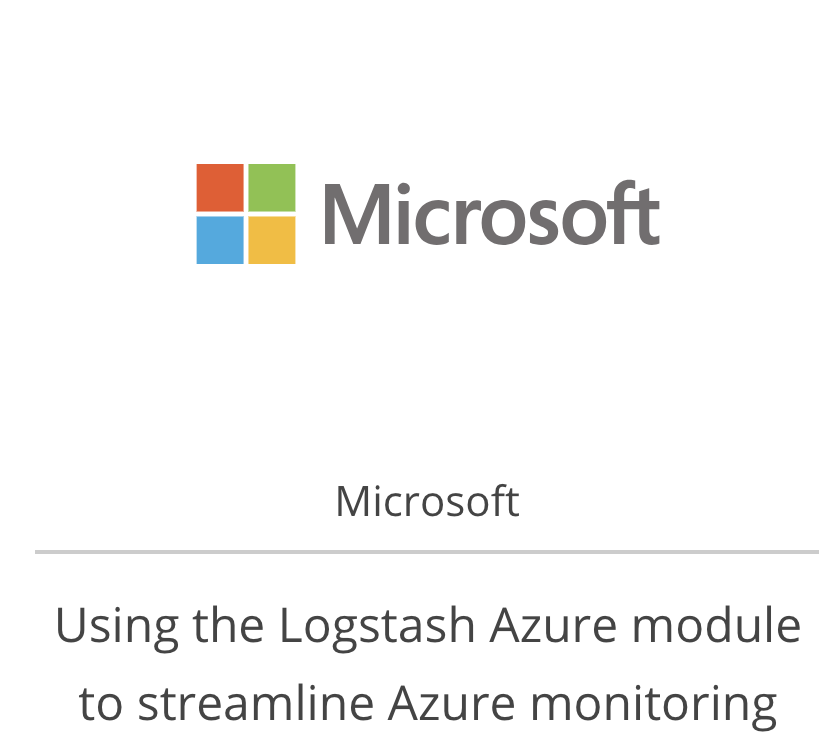 Microsoft
Microsoft
Using the Logstash Azure module
to streamline Azure monitoring